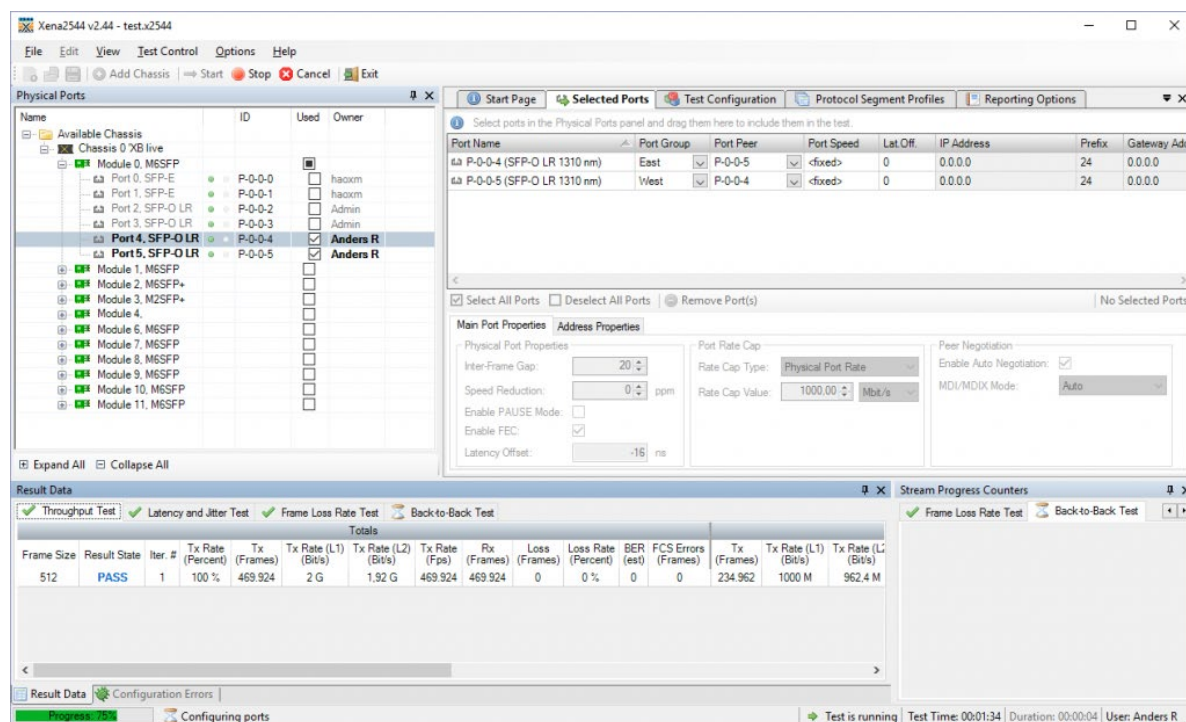 Xena2544 v2.44 - test.x2544
File Edit View Test Control Options Help
Add Chassis Start Stop Cancel Exit
Physical Ports
Name ID Used Owner
Available Chassis
Chassis 0 'XB live
Module 0, M6SFP
Port 0, SFP-E P-0-0-0 haoxm
Port 1, SFP-E P-0-0-1 haoxm
Port 2, SFP-O LR P-0-0-2 Admin
Port 3, SFP-O LR P-0-0-3 Admin
Port 4, SFP-O LR P-0-0-4 Anders R
Port 5, SFP-O LR P-0-0-5 Anders R
Module 1, M6SFP
Module 2, M6SFP+
Module 3, M2SFP+
Module 4,
Module 6, M6SFP
Module 7, M6SFP
Module 8, M6SFP
Module 9, M6SFP
Module 10, M6SFP
Module 11, M6SFP
Expand All Collapse All
Start Page Selected Ports Test Configuration Protocol Segment Profiles Reporting Options
Select ports in the Physical Ports panel and drag them here to include them in the test.
Port Name Port Group Port Peer Port Speed Lat.Off. IP Address Prefix Gateway Add
P-0-0-4 (SFP-O LR 1310 nm) East P-0-0-5 <fixed> 0 0.0.0.0 24 0.0.0.0
P-0-0-5 (SFP-O LR 1310 nm) West P-0-0-4 <fixed> 0 0.0.0.0 24 0.0.0.0
Select All Ports Deselect All Ports Remove Port(s) No Selected Ports
Main Port Properties Address Properties
Physical Port Properties Port Rate Cap Peer Negotiation
Inter-Frame Gap: 20 Rate Cap Type: Physical Port Rate Enable Auto Negotiation:
Speed Reduction: 0 ppm Rate Cap Value: 1000,00 Mbit/s MDI/MDIX Mode: Auto
Enable PAUSE Mode:
Enable FEC:
Latency Offset: -16 ns
Result Data
Throughput Test Latency and Jitter Test Frame Loss Rate Test Back-to-Back Test
Totals
Frame Size Result State Iter. # Tx Rate (Percent) Tx (Frames) Tx Rate (L1) (Bit/s) Tx Rate (L2) (Bit/s) Tx Rate (Fps) Rx (Frames) Loss (Frames) Loss Rate (Percent) BER (est) FCS Errors (Frames) Tx (Frames) Tx Rate (L1) (Bit/s) Tx Rate (L2 (Bit/s)
512 PASS 1 100 % 469.924 2 G 1,92 G 469.924 469.924 0 0 % 0 0 234.962 1000 M 962,4 M
Stream Progress Counters
Frame Loss Rate Test Back-to-Back Test
Result Data Configuration Errors
Progress: 75% Configuring ports Test is running Test Time: 00:01:34 Duration: 00:00:04 User: Anders R